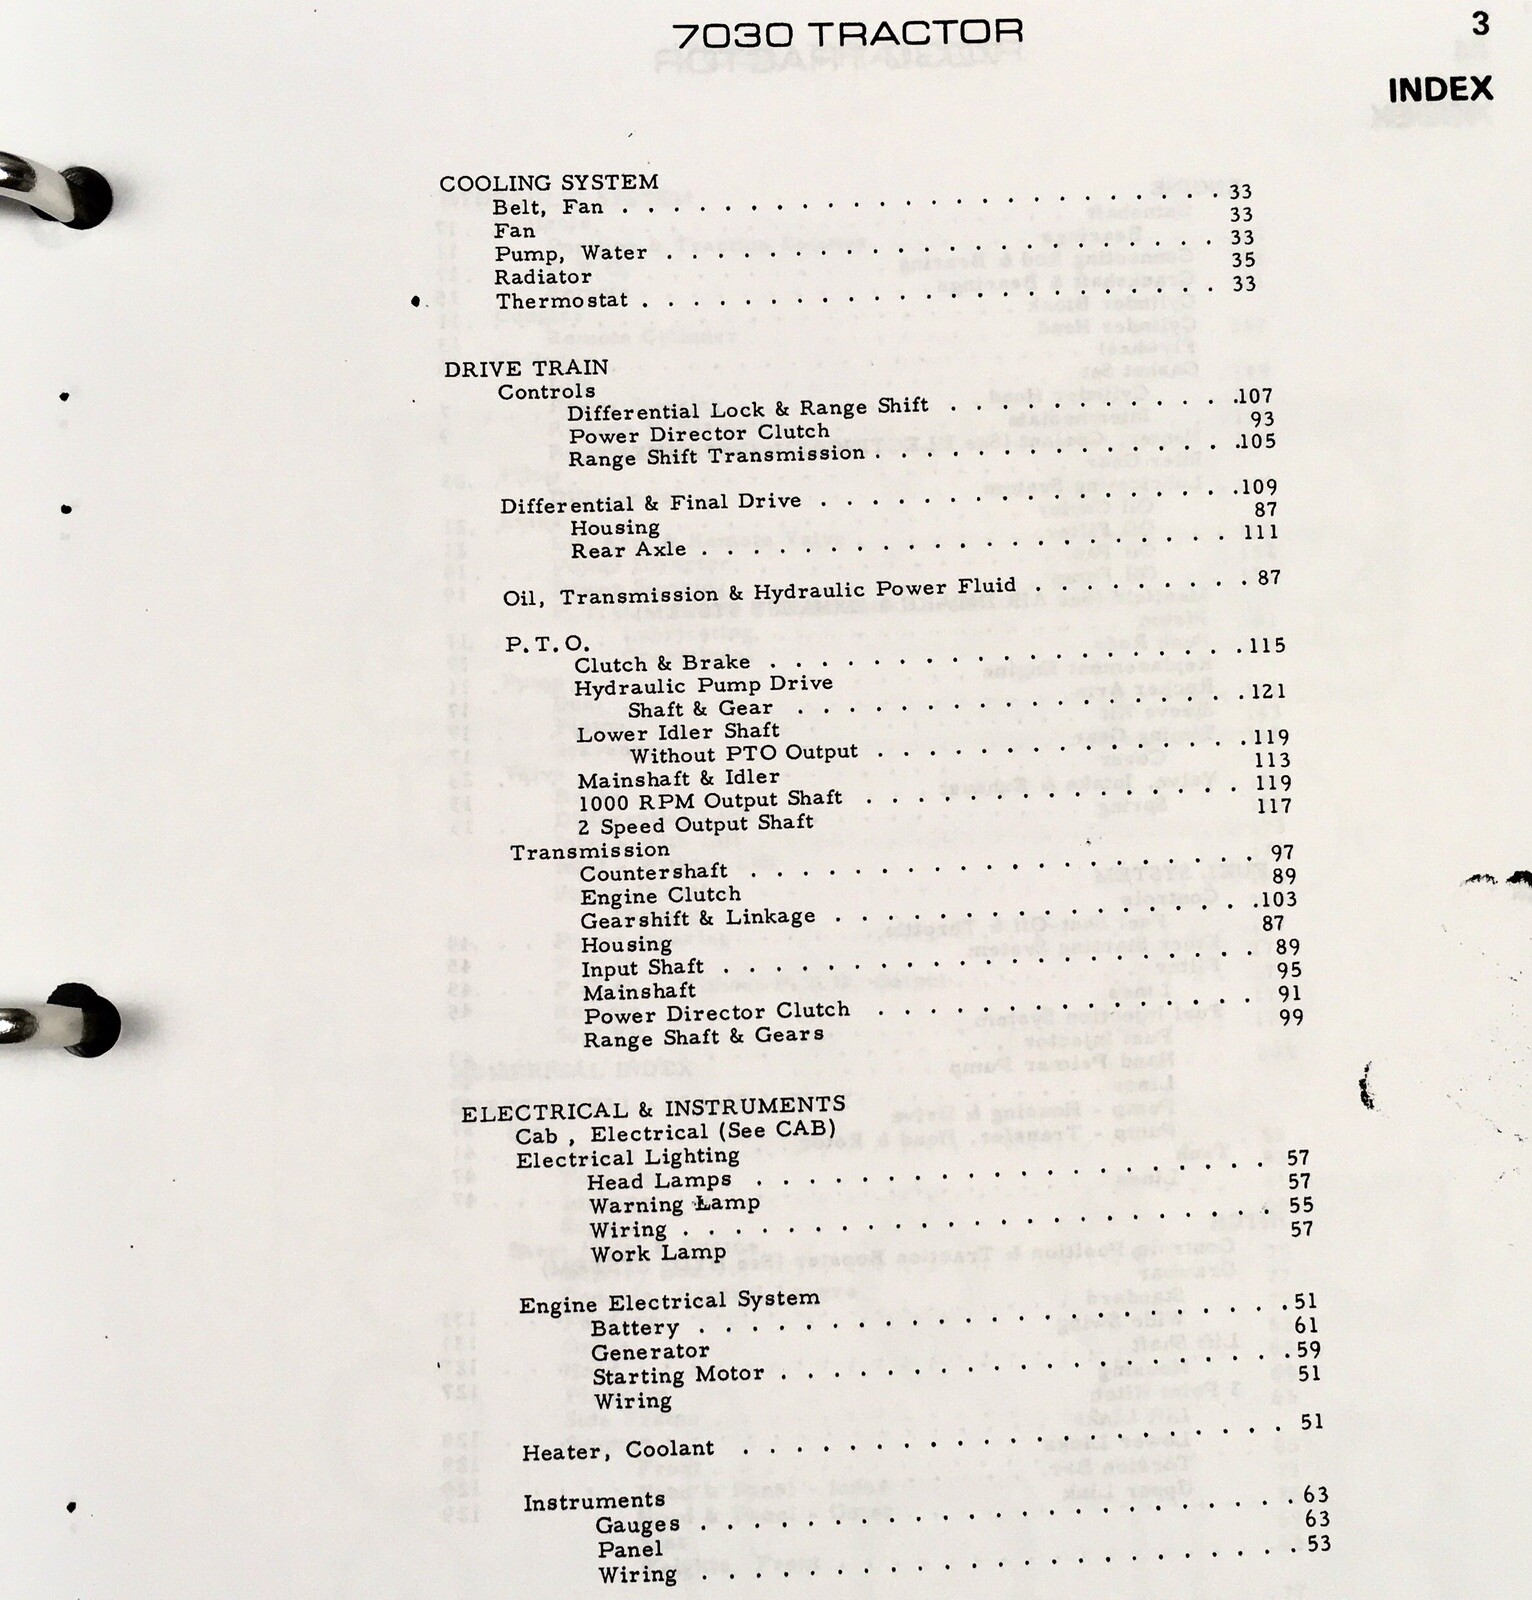 7030 TRACTOR
3
INDEX
COOLING SYSTEM
Belt, Fan . . . . . . . . . . . . . . . . . . . . . . . . 33
Fan 33
Pump, Water . . . . . . . . . . . . . . . . . . . . . . 33
Radiator 35
Thermostat . . . . . . . . . . . . . . . . . . . . . . . 33
DRIVE TRAIN
Controls
Differential Lock & Range Shift . . . . . . . . . . . .107
Power Director Clutch 93
Range Shift Transmission . . . . . . . . . . . . . . .105
Differential & Final Drive . . . . . . . . . . . . . . . . .109
Housing 87
Rear Axle . . . . . . . . . . . . . . . . . . . . . 111
Oil, Transmission & Hydraulic Power Fluid . . . . . . . . . 87
P. T. O.
Clutch & Brake . . . . . . . . . . . . . . . . . . . 115
Hydraulic Pump Drive
Shaft & Gear . . . . . . . . . . . . . . . . . . 121
Lower Idler Shaft
Without PTO Output . . . . . . . . . . . . . . . 119
Mainshaft & Idler 113
1000 RPM Output Shaft . . . . . . . . . . . . . . . 119
2 Speed Output Shaft 117
Transmission
Countershaft . . . . . . . . . . . . . . . . . . . . 97
Engine Clutch 89
Gearshift & Linkage . . . . . . . . . . . . . . . . .103
Housing 87
Input Shaft . . . . . . . . . . . . . . . . . . . . . 89
Mainshaft 95
Power Director Clutch . . . . . . . . . . . . . . . 91
Range Shaft & Gears 99
ELECTRICAL & INSTRUMENTS
Cab , Electrical (See CAB)
Electrical Lighting
Head Lamps . . . . . . . . . . . . . . . . . . . . 57
Warning Lamp 57
Wiring . . . . . . . . . . . . . . . . . . . . . . . 55
Work Lamp 57
Engine Electrical System
Battery . . . . . . . . . . . . . . . . . . . . . . . 51
Generator 61
Starting Motor . . . . . . . . . . . . . . . . . . . . 59
Wiring 51
Heater, Coolant . . . . . . . . . . . . . . . . . . . . . 51
Instruments
Gauges . . . . . . . . . . . . . . . . . . . . . . . 63
Panel 63
Wiring . . . . . . . . . . . . . . . . . . . . . . . 53